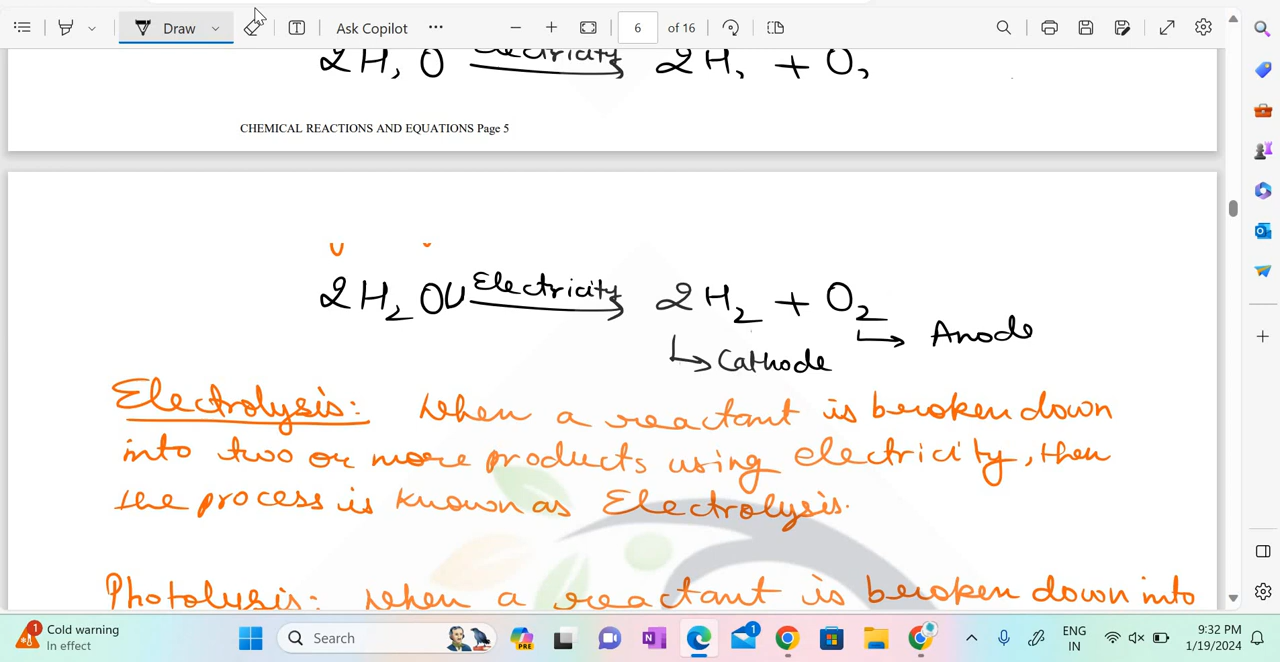 Draw
Ask Copilot
6 of 16
2H2O Electricity 2H2 + O2
CHEMICAL REACTIONS AND EQUATIONS Page 5
2H2O Electricity 2H2 + O2
Anode
Cathode
Electrolysis: When a reactant is broken down
into two or more products using electricity, then
the process is known as Electrolysis.
Photolysis: When a reactant is broken down into
1 Cold warning
In effect
Search
PRE
1
ENG
IN
9:32 PM
1/19/2024